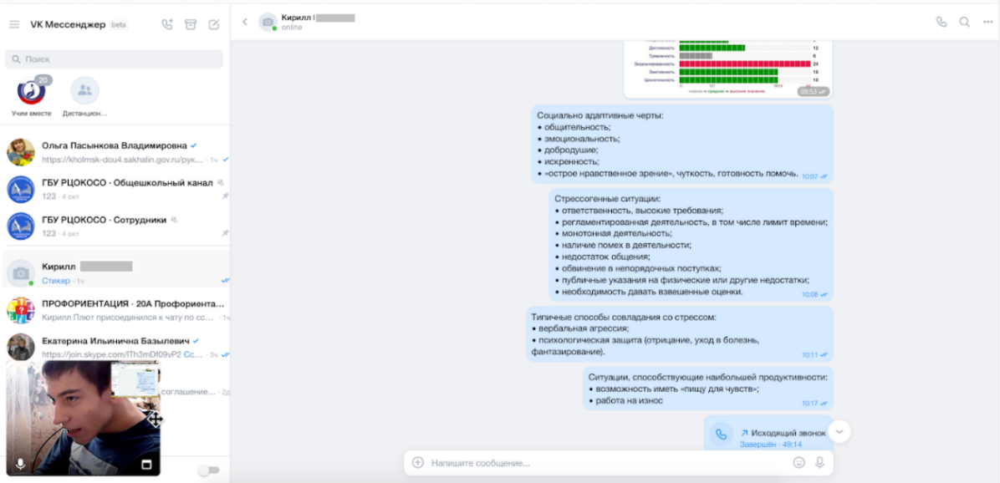 VK Мессенджер beta
Поиск
20
Учим вместе
Дистанцион...
Ольга Пасынкова Владимировна
https://kholmsk-dou4.sakhalin.gov.ru/рук... · 1ч
ГБУ РЦОКОСО - Общешкольный канал
123 · 4 окт
ГБУ РЦОКОСО - Сотрудники
123 · 4 окт
Кирилл
Стикер · 1ч
ПРОФОРИЕНТАЦИЯ - 20А Профориента...
Кирилл Плют присоединился к чату по сс... · 1ч
Екатерина Ильинична Базылевич
https://join.skype.com/lTh3mDf09vP2 Сс... · 3ч
соглашение... · 2д
Кирилл
online
Дистимность 12
Тревожность 6
Экзальтированность 24
Эмотивность 18
Циклотимность 18
09:53
Социально адаптивные черты:
• общительность;
• эмоциональность;
• добродушие;
• искренность;
• «острое нравственное зрение», чуткость, готовность помочь.
10:07
Стрессогенные ситуации:
• ответственность, высокие требования;
• регламентированная деятельность, в том числе лимит времени;
• монотонная деятельность;
• наличие помех в деятельности;
• недостаток общения;
• обвинение в непорядочных поступках;
• публичные указания на физические или другие недостатки;
• необходимость давать взвешенные оценки.
10:08
Типичные способы совладания со стрессом:
• вербальная агрессия;
• психологическая защита (отрицание, уход в болезнь,
фантазирование).
10:11
Ситуации, способствующие наибольшей продуктивности:
• возможность иметь «пищу для чувств»;
• работа на износ
10:17
Исходящий звонок
Завершён · 49:14
Напишите сообщение...